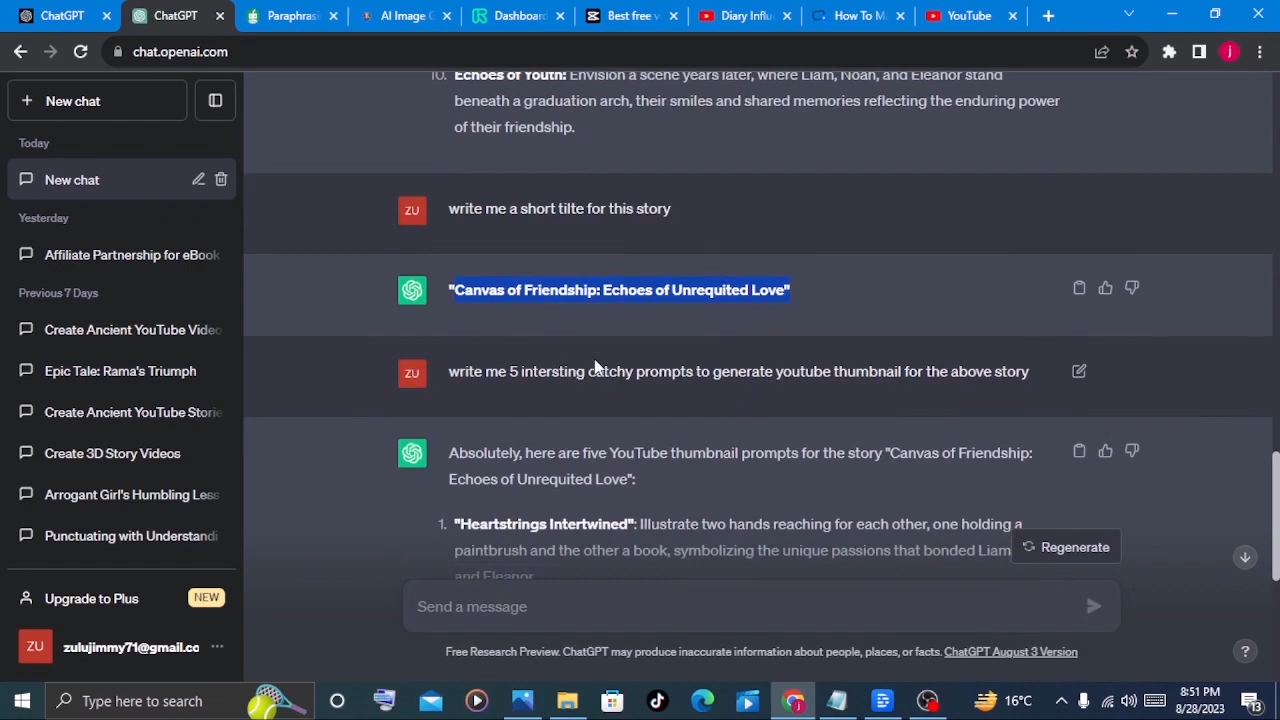 ChatGPT
ChatGPT
Paraphrasi
AI Image G
Dashboard
Best free v
Diary Influ
How To Ma
YouTube
chat.openai.com
New chat
Today
New chat
Yesterday
Affiliate Partnership for eBook
Previous 7 Days
Create Ancient YouTube Video
Epic Tale: Rama's Triumph
Create Ancient YouTube Storie
Create 3D Story Videos
Arrogant Girl's Humbling Less
Punctuating with Understandi
Upgrade to Plus NEW
ZU zulujimmy71@gmail.co
10. Echoes of Youth: Envision a scene years later, where Liam, Noah, and Eleanor stand
beneath a graduation arch, their smiles and shared memories reflecting the enduring power
of their friendship.
ZU write me a short tilte for this story
"Canvas of Friendship: Echoes of Unrequited Love"
ZU write me 5 intersting catchy prompts to generate youtube thumbnail for the above story
Absolutely, here are five YouTube thumbnail prompts for the story "Canvas of Friendship:
Echoes of Unrequited Love":
1. "Heartstrings Intertwined": Illustrate two hands reaching for each other, one holding a
paintbrush and the other a book, symbolizing the unique passions that bonded Liam
and Eleanor.
Regenerate
Send a message
Free Research Preview. ChatGPT may produce inaccurate information about people, places, or facts. ChatGPT August 3 Version
?
Type here to search
16°C
8:51 PM
8/28/2023
13